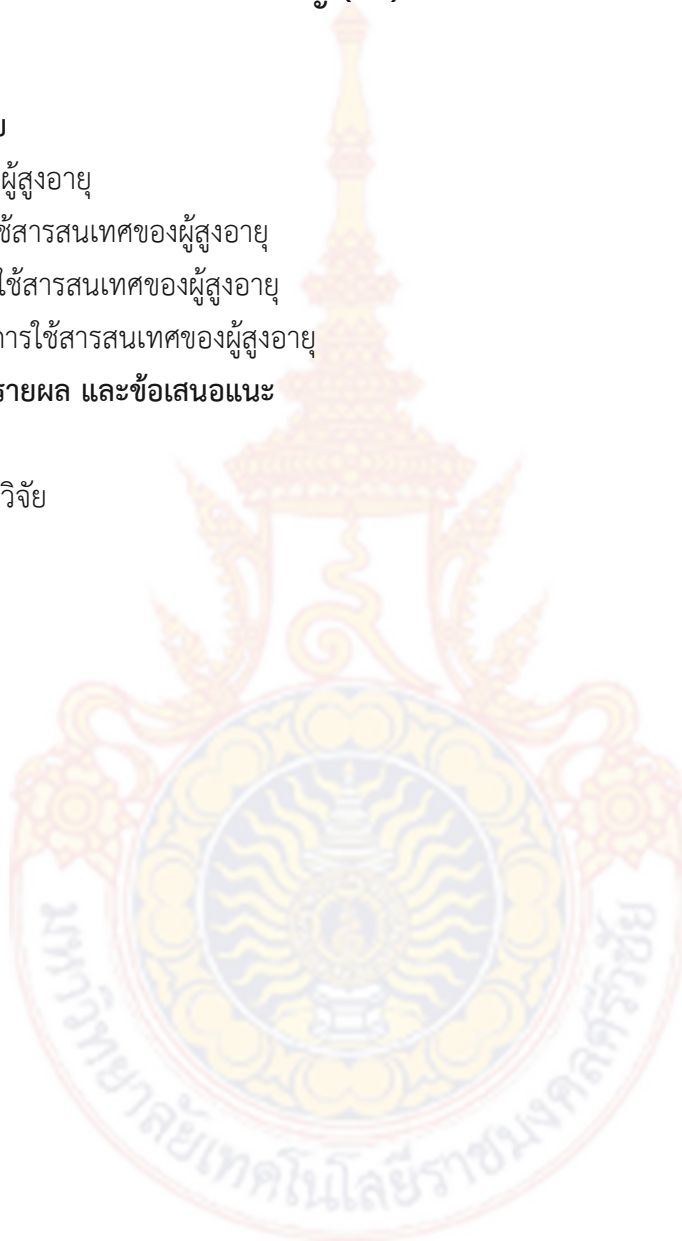 ย
ผู้สูงอายุ
ช้สารสนเทศของผู้สูงอายุ
ใช้สารสนเทศของผู้สูงอายุ
การใช้สารสนเทศของผู้สูงอายุ
รายผล และข้อเสนอแนะ
วิจัย
มหาวิทยาลัยเทคโนโลยีราชมงคลศรีวิชัย